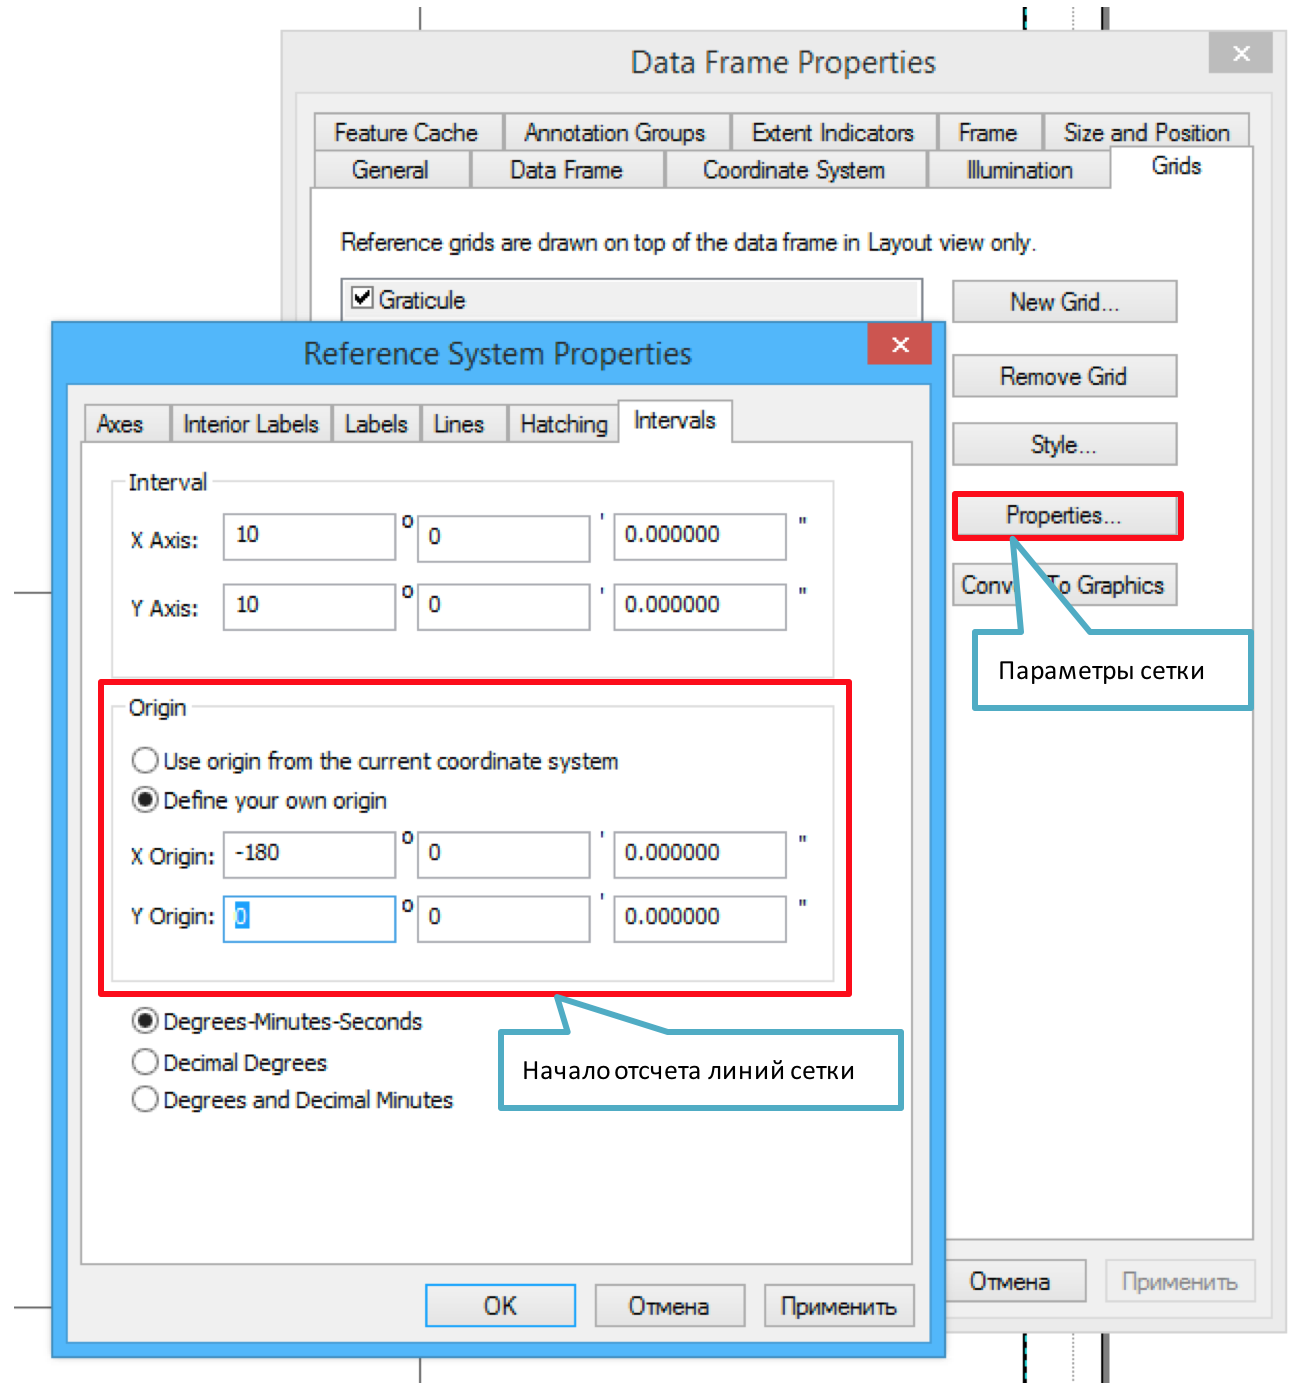 Data Frame Properties
Feature Cache Annotation Groups Extent Indicators Frame Size and Position
General Data Frame Coordinate System Illumination Grids
Reference grids are drawn on top of the data frame in Layout view only.
Graticule
New Grid...
Remove Grid
Style...
Properties...
To Graphics
Параметры сетки
Отмена Применить
Reference System Properties
Axes Interior Labels Labels Lines Hatching Intervals
Interval
X Axis: 10 ° 0 ' 0.000000 "
Y Axis: 10 ° 0 ' 0.000000 "
Origin
Use origin from the current coordinate system
Define your own origin
X Origin: -180 ° 0 ' 0.000000 "
Y Origin: 0 ° 0 ' 0.000000 "
Degrees-Minutes-Seconds
Decimal Degrees
Degrees and Decimal Minutes
Начало отсчета линий сетки
OK Отмена Применить